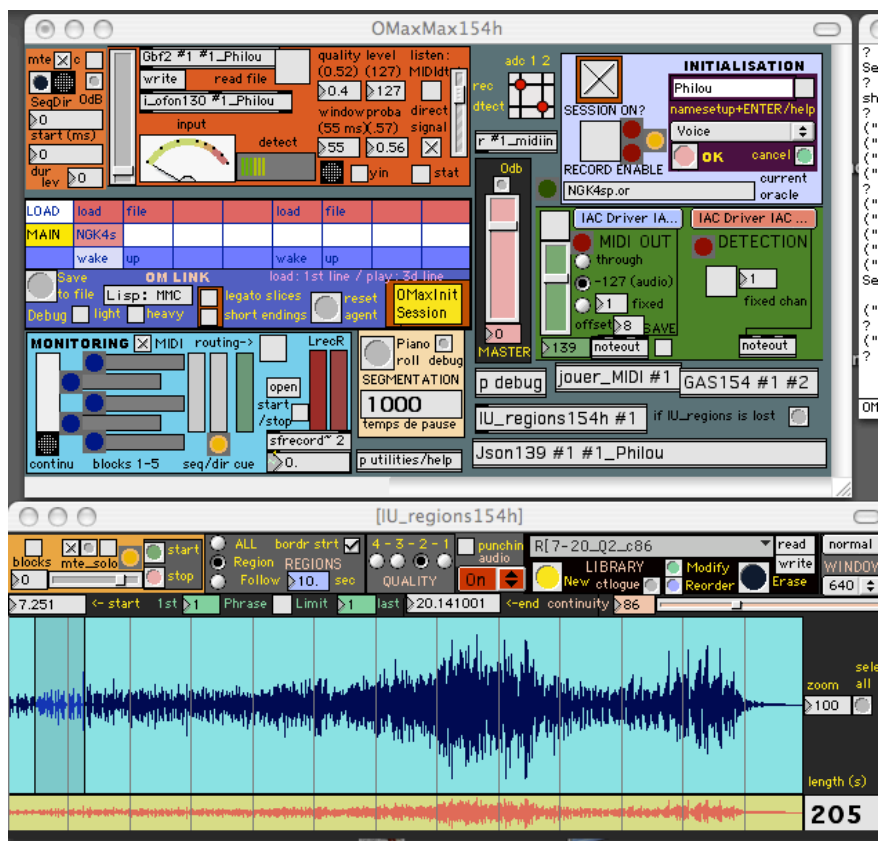 OMaxMax154h
mte c
SeqDir 0dB
0
start (ms)
0
dur
lev 0
Gbf2 #1 #1_Philou
write read file
i_ofon130 #1_Philou
input
detect
quality level listen:
(0.52) (127) MIDIdt
0.4 127
window proba direct
(55 ms) (.57) signal
55 0.56
yin stat
adc 1 2
rec
dtect
r #1_midiin
INITIALISATION
Philou
namesetup+ENTER/help
Voice
OK cancel
SESSION ON?
RECORD ENABLE
current
oracle
NGK4sp.or
LOAD load file load file
MAIN NGK4s
wake up wake up
Save
to file
OM LINK
load: 1st line / play: 3d line
Lisp: MMC
Debug light heavy
legato slices
short endings
reset
agent
OMaxInit
Session
0db
0
MASTER
IAC Driver IA...
IAC Driver IAC ...
MIDI OUT
through
-127 (audio)
1 fixed
offset 8 SAVE
139 noteout
DETECTION
1
fixed chan
noteout
MONITORING MIDI routing-> LrecR
open
start
/stop
sfrecord~ 2
0.
continu blocks 1-5 seq/dir cue
Piano
roll debug
SEGMENTATION
1000
temps de pause
p utilities/help
p debug
jouer_MIDI #1
GAS154 #1 #2
IU_regions154h #1
if IU_regions is lost
Json139 #1 #1_Philou
?
Se
?
sh
?
("
("
("
("
?
("
("
("
("
("
Se
("
?
("
?
[IU_regions154h]
blocks mte_solo
0
start
stop
ALL bordr strt
Region REGIONS
Follow 10. sec
4 - 3 - 2 - 1
QUALITY
punchin
audio
On
R[7-20_Q2_c86
LIBRARY
New ctlogue
Modify
Reorder
read
write
Erase
normal
WINDOW
640
7.251 <- start 1st 1 Phrase Limit 1 last 20.141001 <-end continuity 86
sele
zoom all
100
length (s)
205